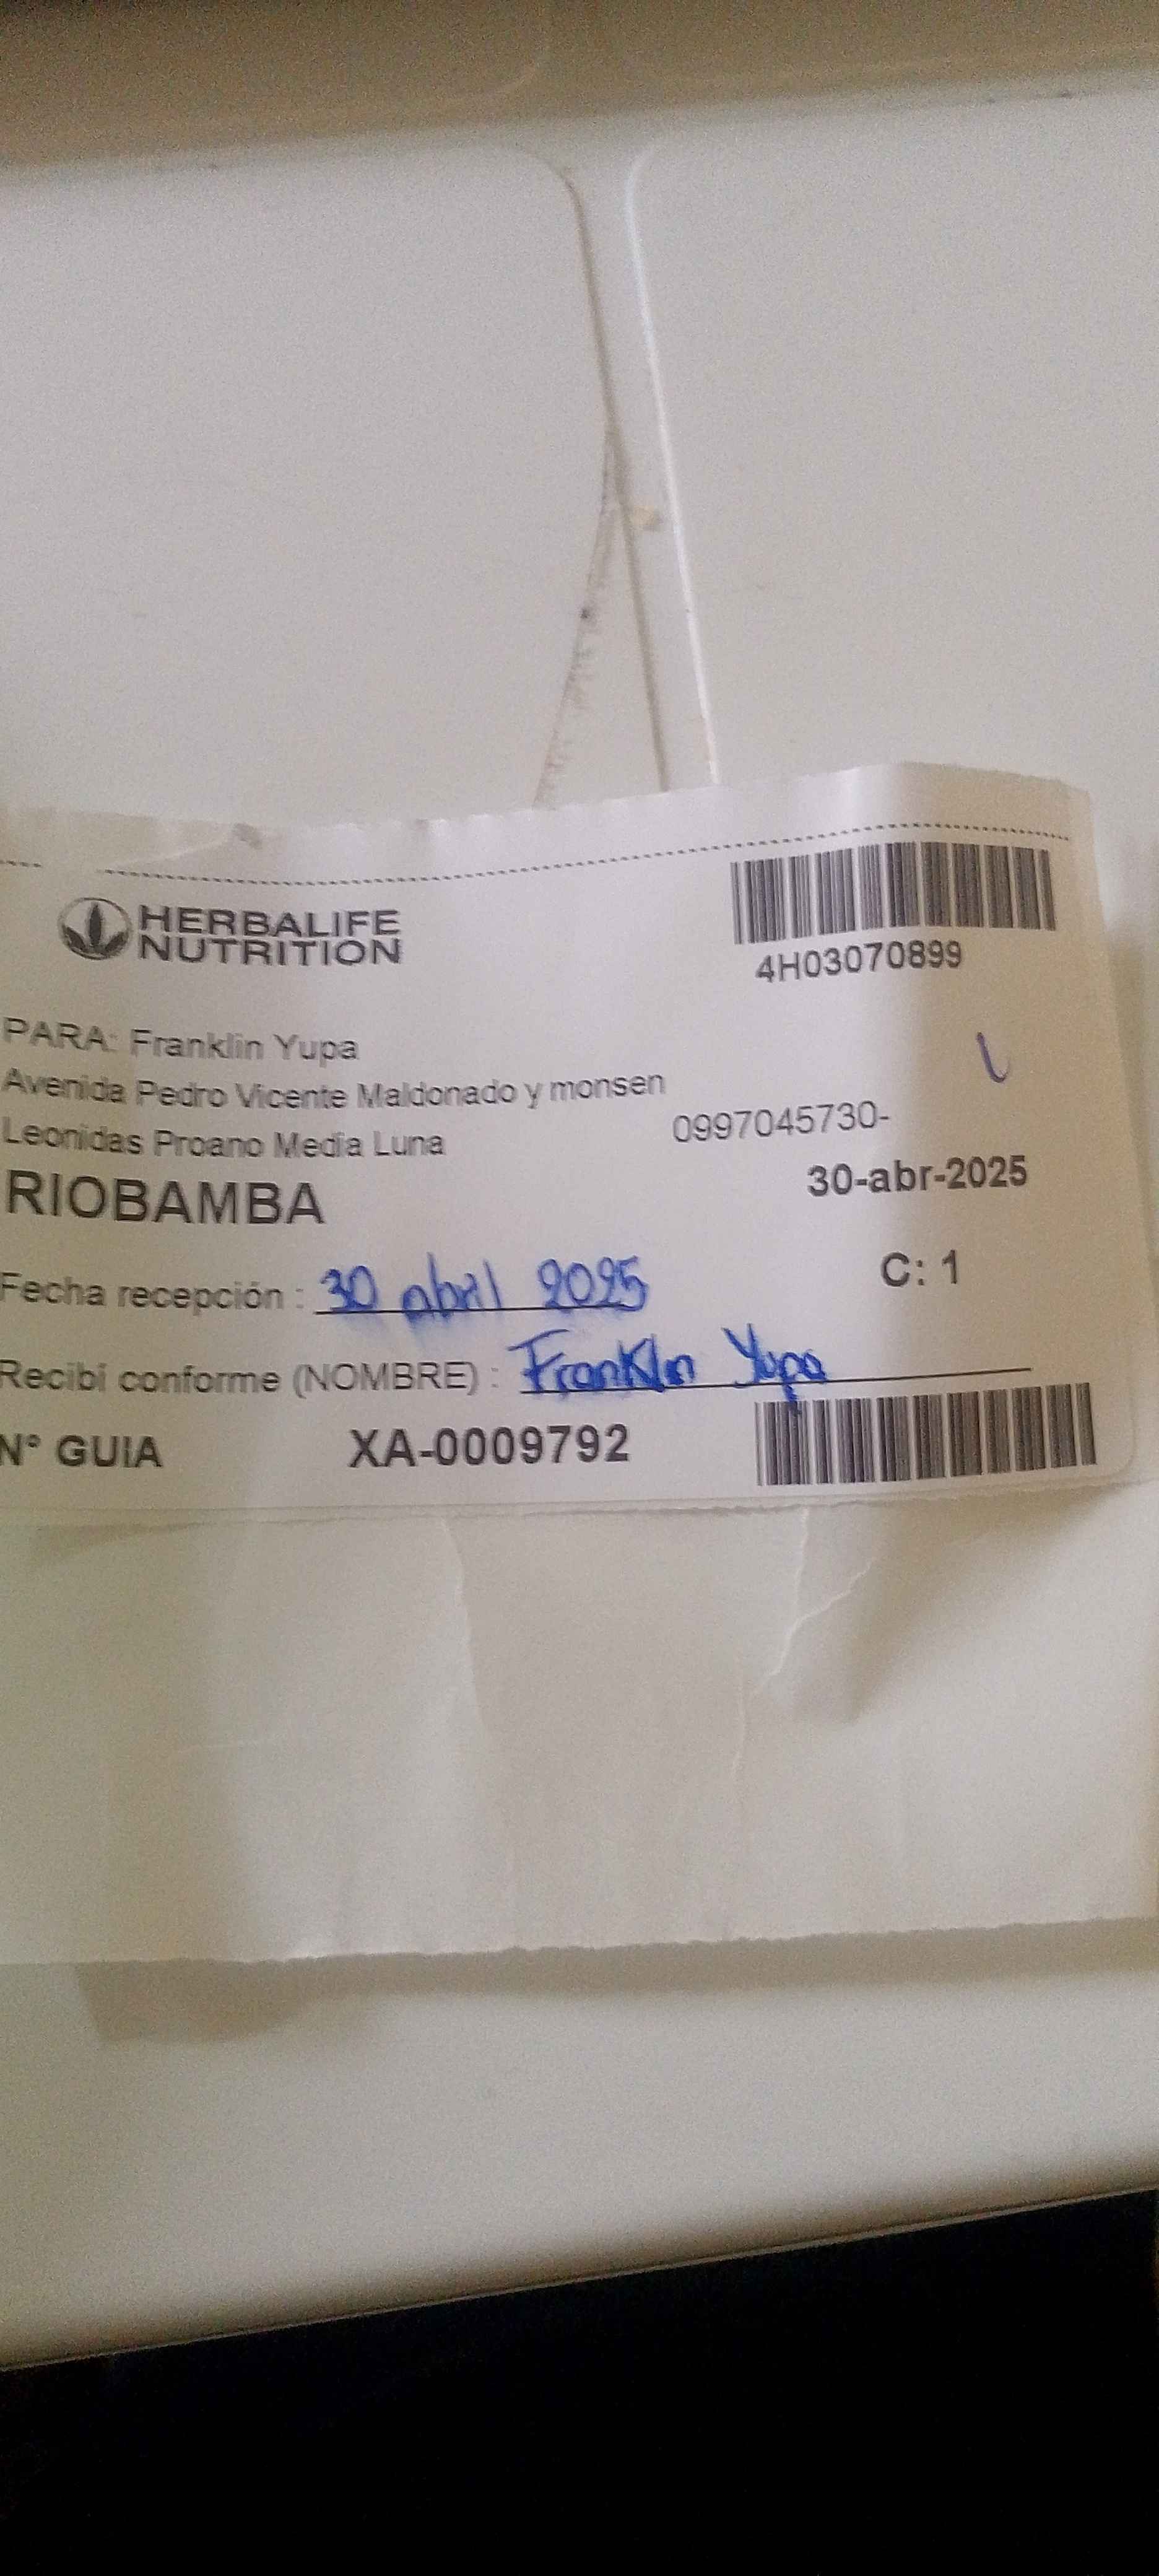 HERBALIFE
NUTRITION
4H03070899
PARA: Franklin Yupa
Avenida Pedro Vicente Maldonado y monsen
Leonidas Proano Media Luna
0997045730-
RIOBAMBA
30-abr-2025
C: 1
Fecha recepción : 30 abril 2025
Recibí conforme (NOMBRE) : Franklin Yupa
N° GUIA XA-0009792